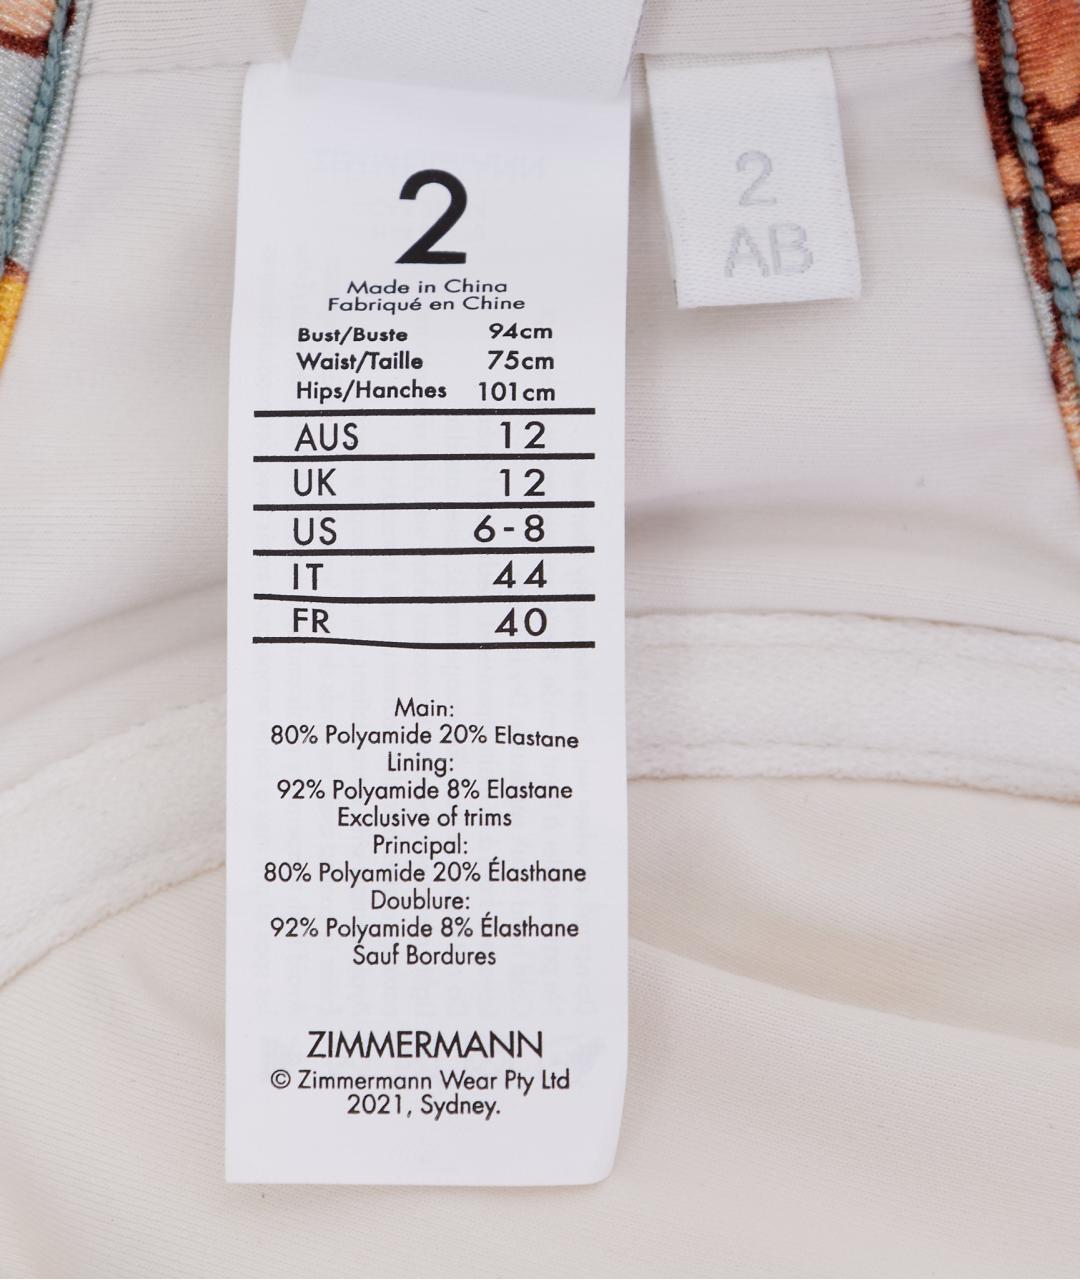 2
Made in China
Fabriqué en Chine
Bust/Buste 94cm
Waist/Taille 75cm
Hips/Hanches 101cm
AUS 12
UK 12
US 6-8
IT 44
FR 40
Main:
80% Polyamide 20% Elastane
Lining:
92% Polyamide 8% Elastane
Exclusive of trims
Principal:
80% Polyamide 20% Élasthane
Doublure:
92% Polyamide 8% Élasthane
Sauf Bordures
ZIMMERMANN
© Zimmermann Wear Pty Ltd
2021, Sydney.
2
AB